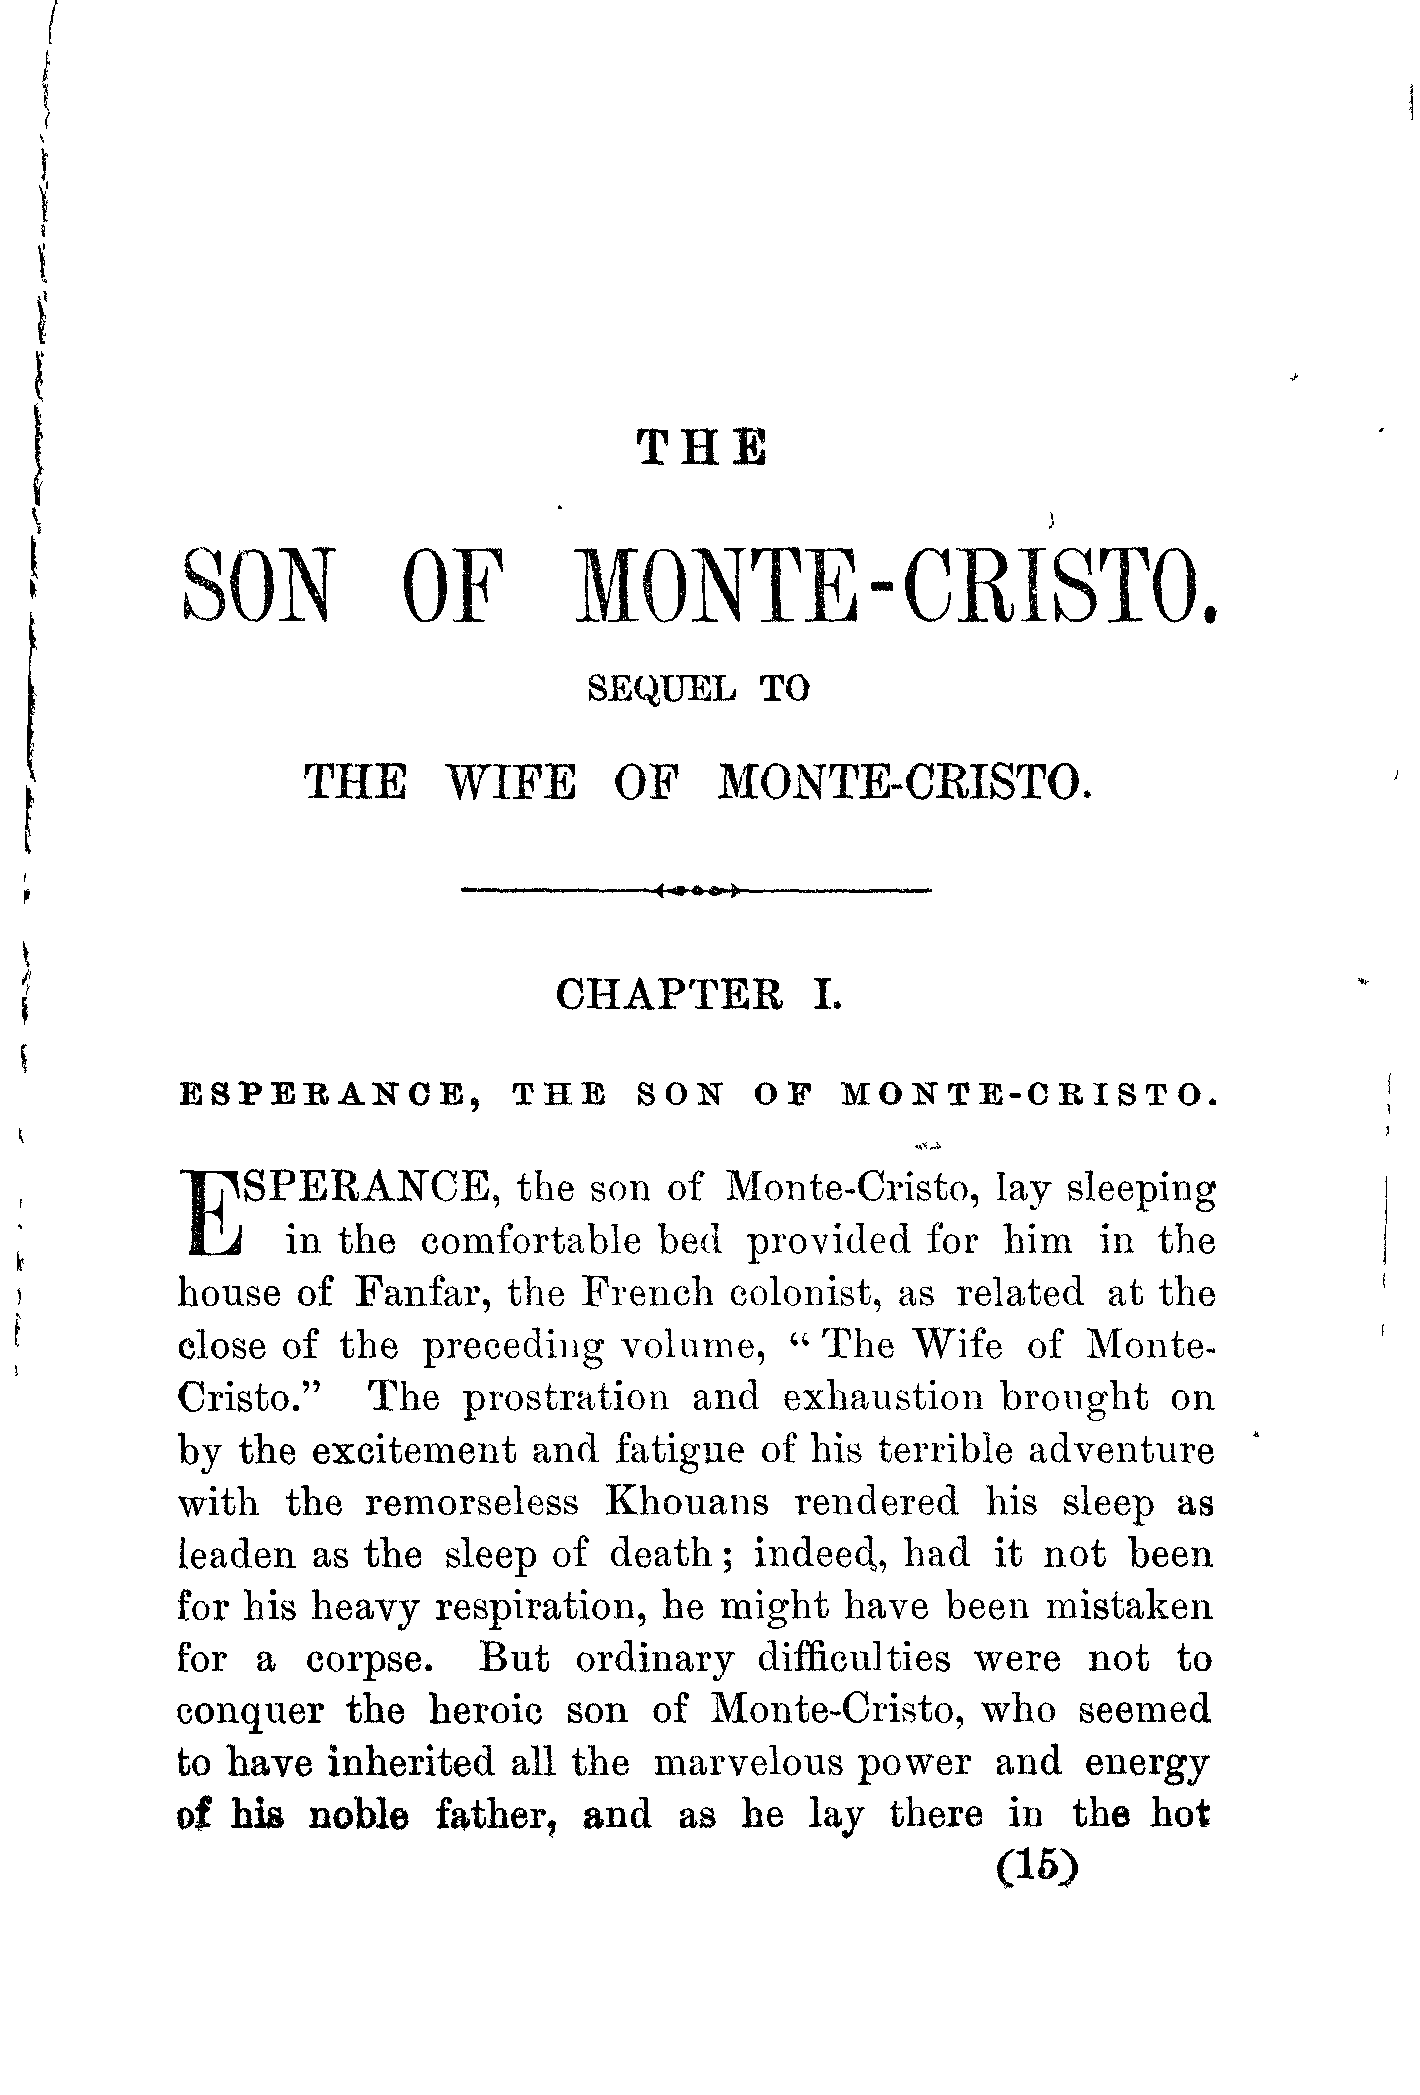 THE
SON OF MONTE-CRISTO.
SEQUEL TO
THE WIFE OF MONTE-CRISTO.
CHAPTER I.
ESPERANCE, THE SON OF MONTE-CRISTO.
ESPERANCE, the son of Monte-Cristo, lay sleeping
in the comfortable bed provided for him in the
house of Fanfar, the French colonist, as related at the
close of the preceding volume, “ The Wife of Monte-
Cristo.” The prostration and exhaustion brought on
by the excitement and fatigue of his terrible adventure
with the remorseless Khouans rendered his sleep as
leaden as the sleep of death ; indeed, had it not been
for his heavy respiration, he might have been mistaken
for a corpse. But ordinary difficulties were not to
conquer the heroic son of Monte-Cristo, who seemed
to have inherited all the marvelous power and energy
of his noble father, and as he lay there in the hot
(15)